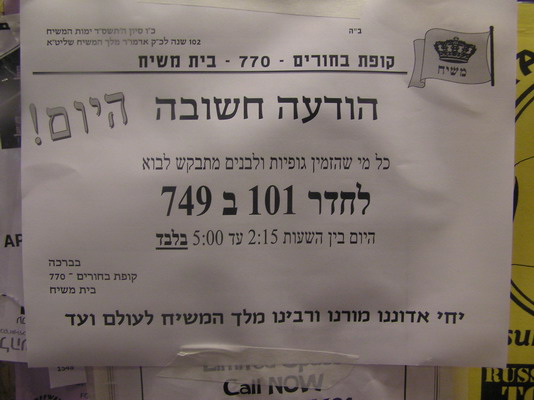 ב"ה
כ"ו סיון ה'תשס"ד ימות המשיח
102 שנה לכ"ק אדמו"ר מלך המשיח שליט"א
קופת בחורים - 770 - בית משיח
משיח
הודעה חשובה
היום!
כל מי שהזמין גופיות ולבנים מתבקש לבוא
לחדר 101 ב 749
היום בין השעות 2:15 עד 5:00 בלבד
בברכה
קופת בחורים - 770
בית משיח
יחי אדוננו מורנו ורבינו מלך המשיח לעולם ועד
Call NOW
RUSS